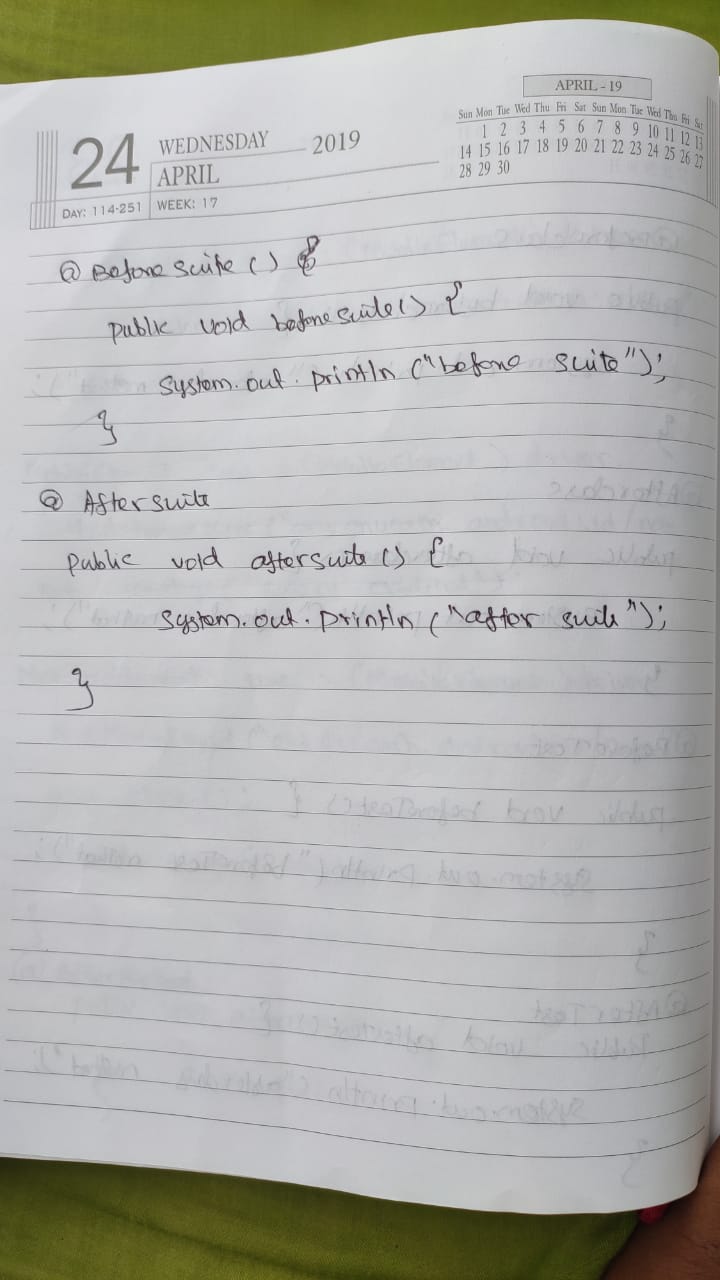 APRIL - 19
Sun Mon Tue Wed Thu Fri Sat Sun Mon Tue Wed Thu Fri Sat
1 2 3 4 5 6 7 8 9 10 11 12 13
14 15 16 17 18 19 20 21 22 23 24 25 26 27
28 29 30
24 WEDNESDAY 2019
APRIL
DAY: 114-251 WEEK: 17
@ Before Suite () {
public void beforesuite() {
System.out.println("before suite");
}
@ Aftersuite
public void aftersuite() {
System.out.println("after suite");
}